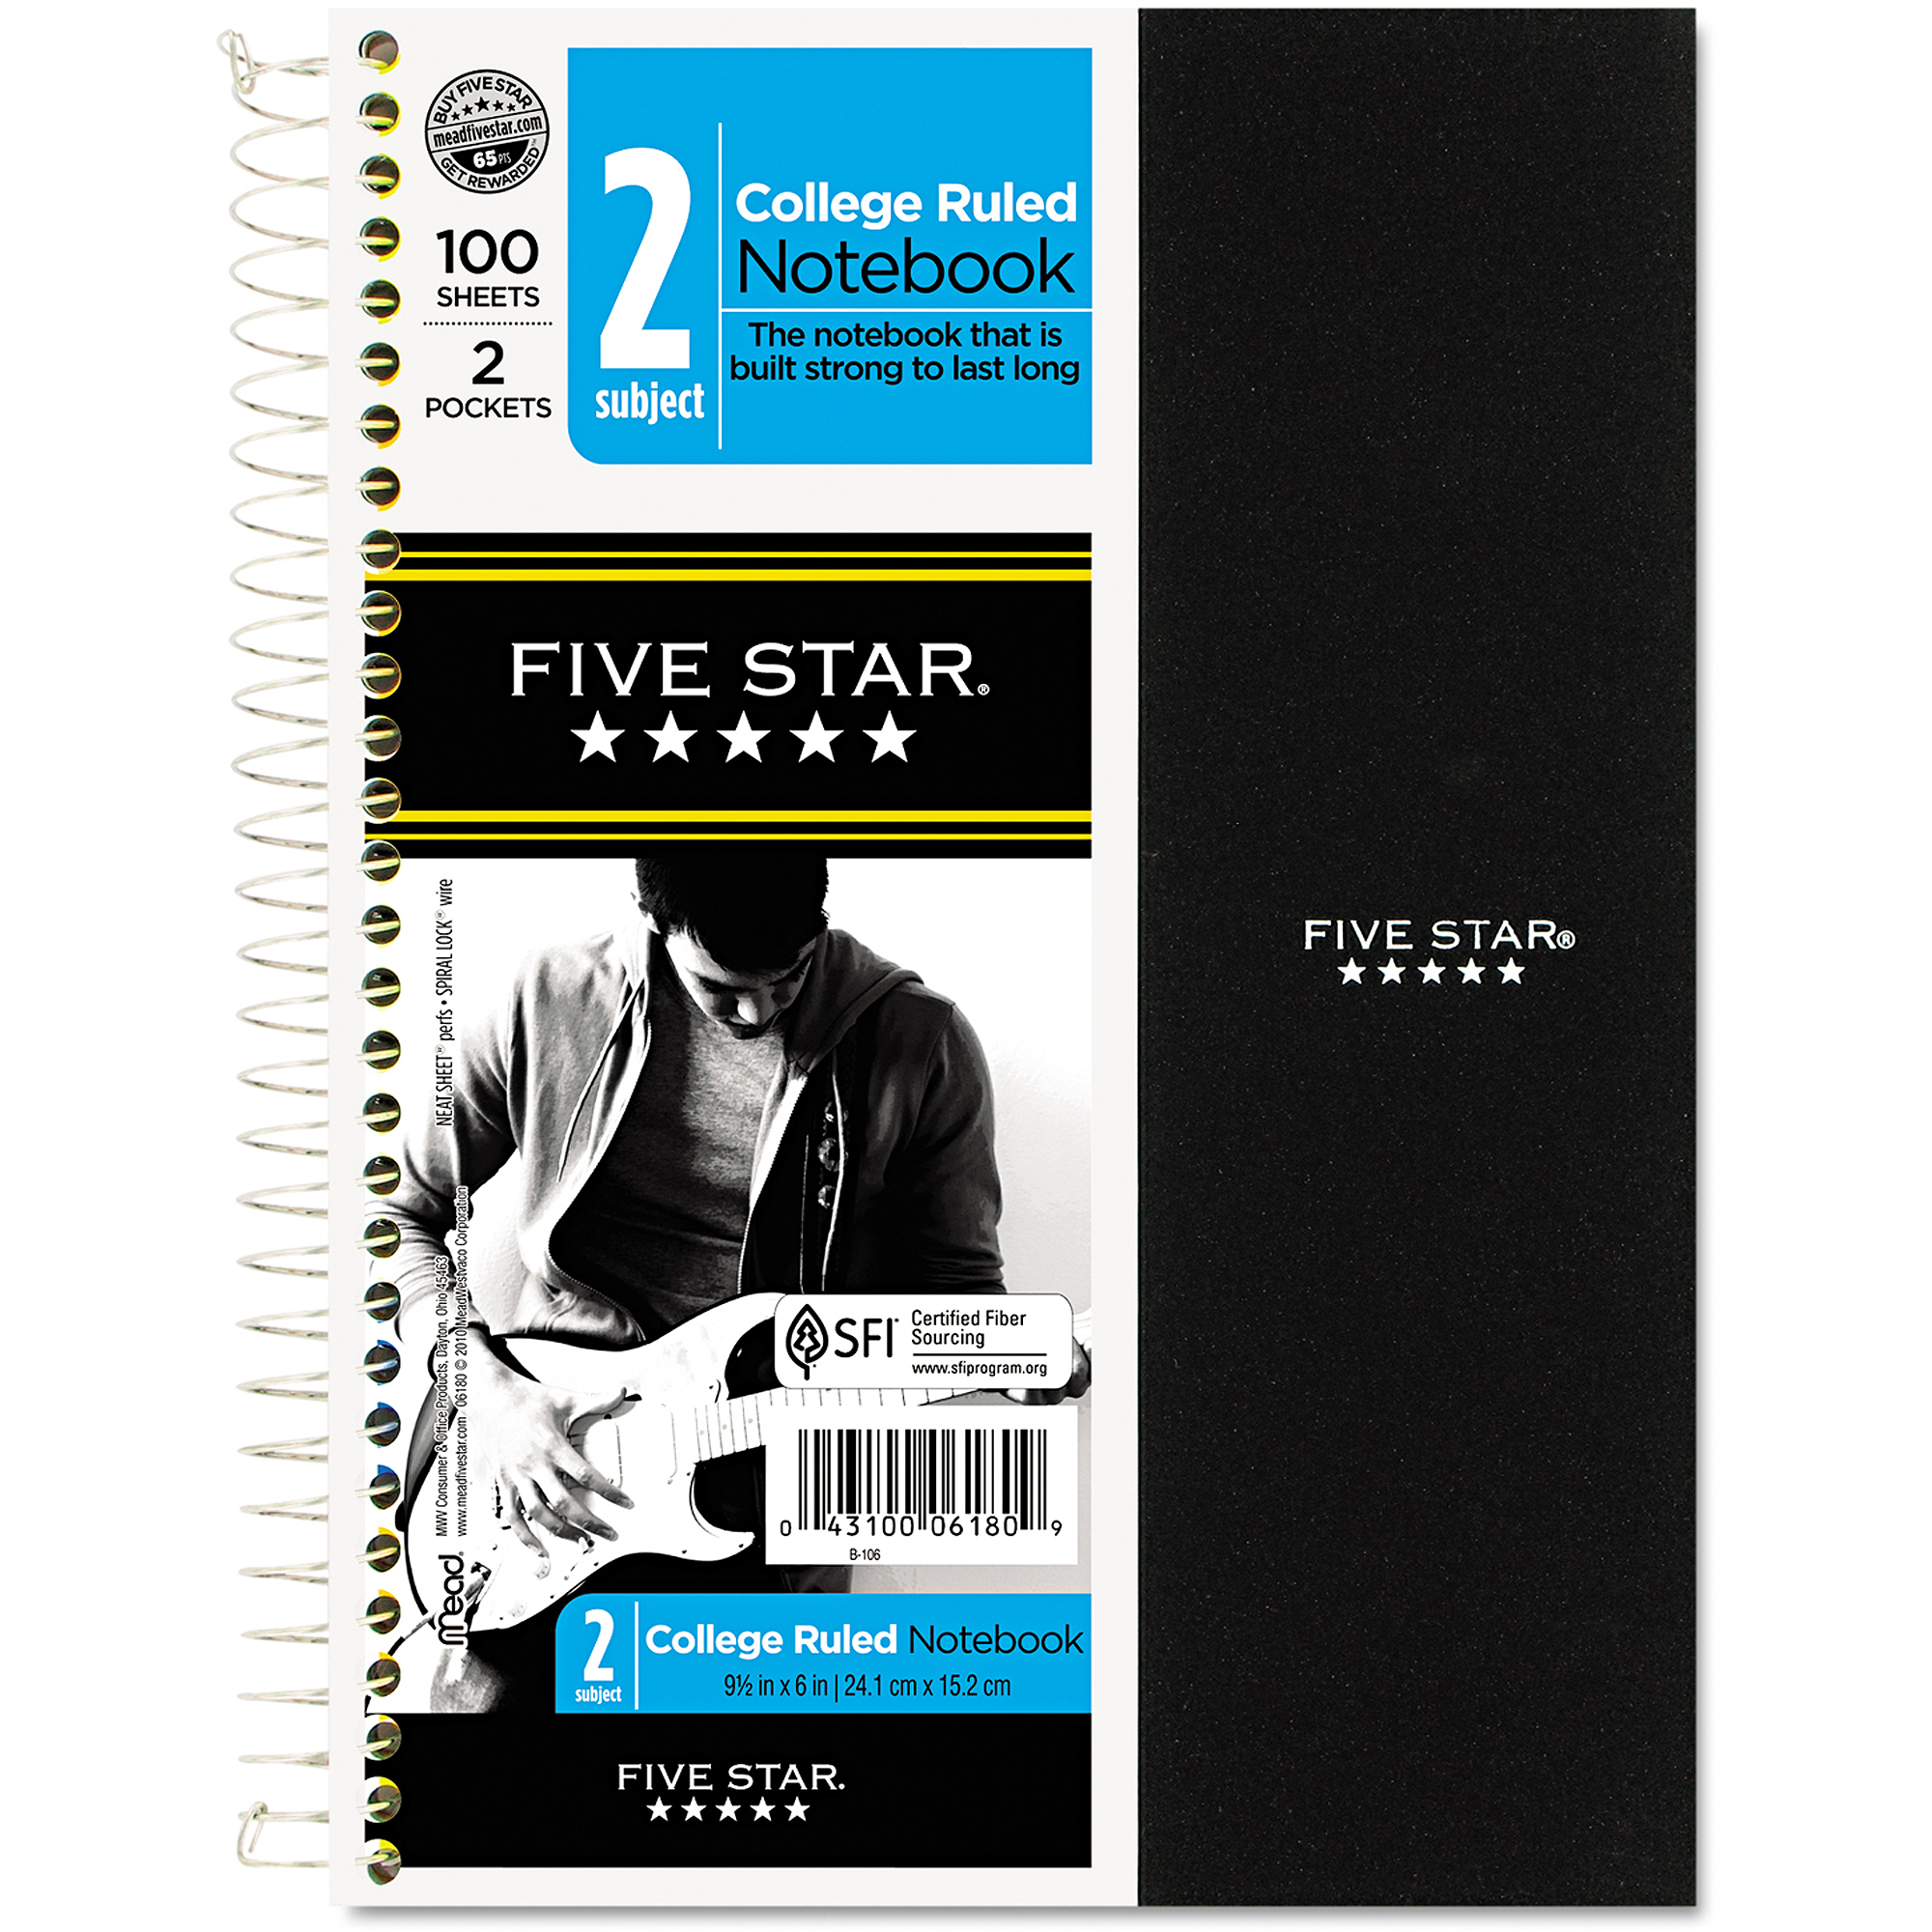 BUY FIVE STAR
meadfivestar.com
65 PTS
GET REWARDED™
100
SHEETS
2
POCKETS
2
subject
College Ruled
Notebook
The notebook that is
built strong to last long
FIVE STAR®
FIVE STAR®
NEAT SHEET® perfs • SPIRAL LOCK® wire
MWV Consumer & Office Products, Dayton, Ohio 45463
www.meadfivestar.com 06180 © 2010 MeadWestvaco Corporation
Mead®
SFI®
Certified Fiber
Sourcing
www.sfiprogram.org
0 43100 06180 9
B-106
2
subject
College Ruled Notebook
9½ in x 6 in | 24.1 cm x 15.2 cm
FIVE STAR®